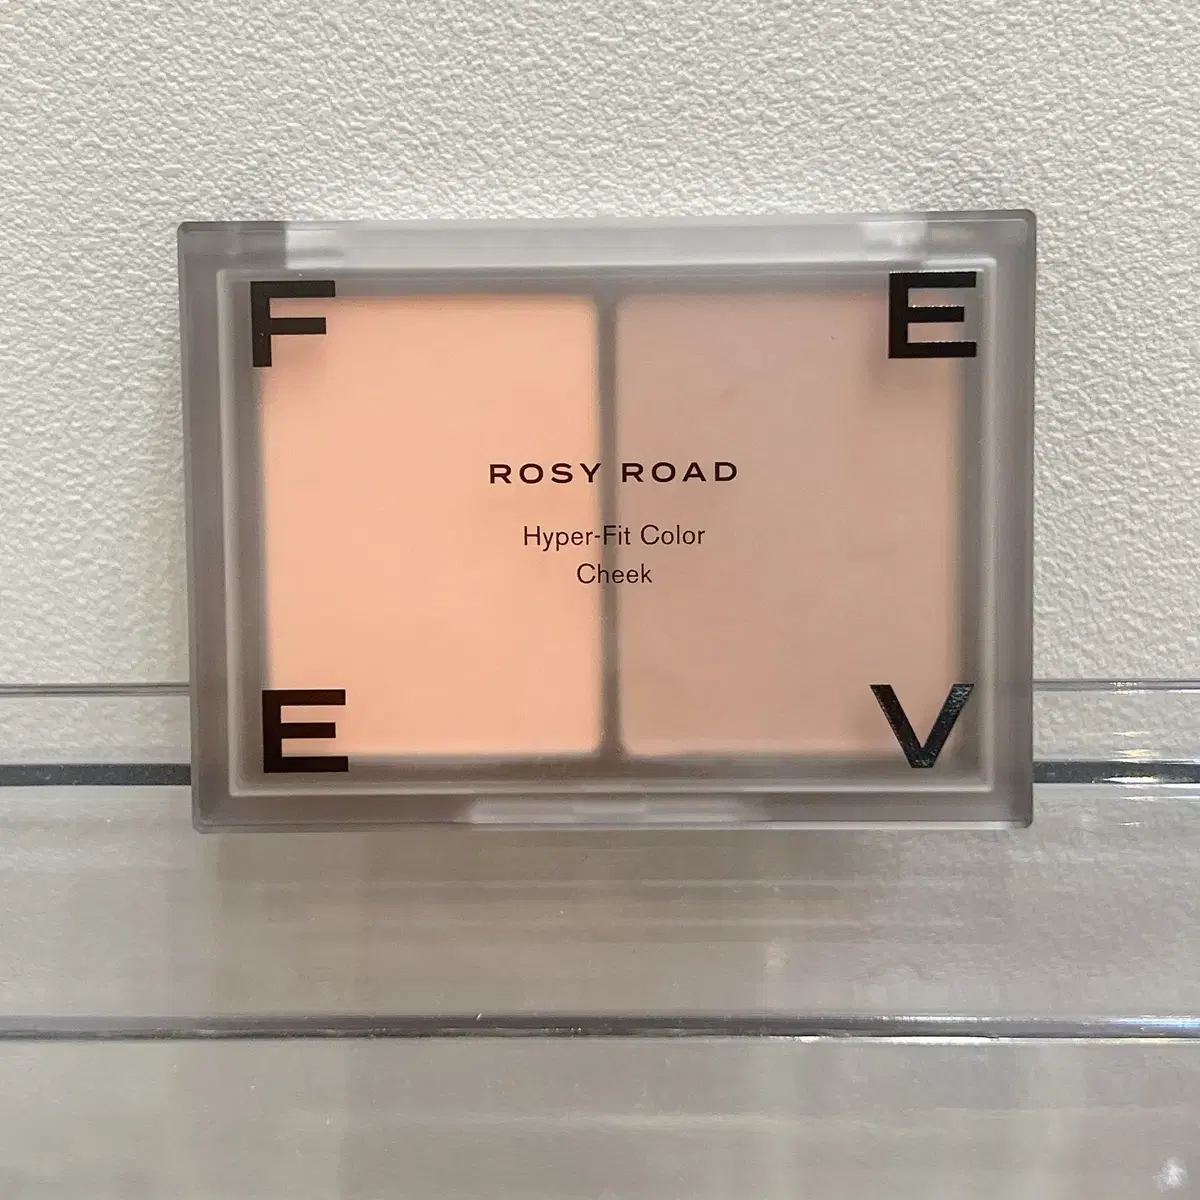 F E
ROSY ROAD
Hyper-Fit Color
Cheek
E V